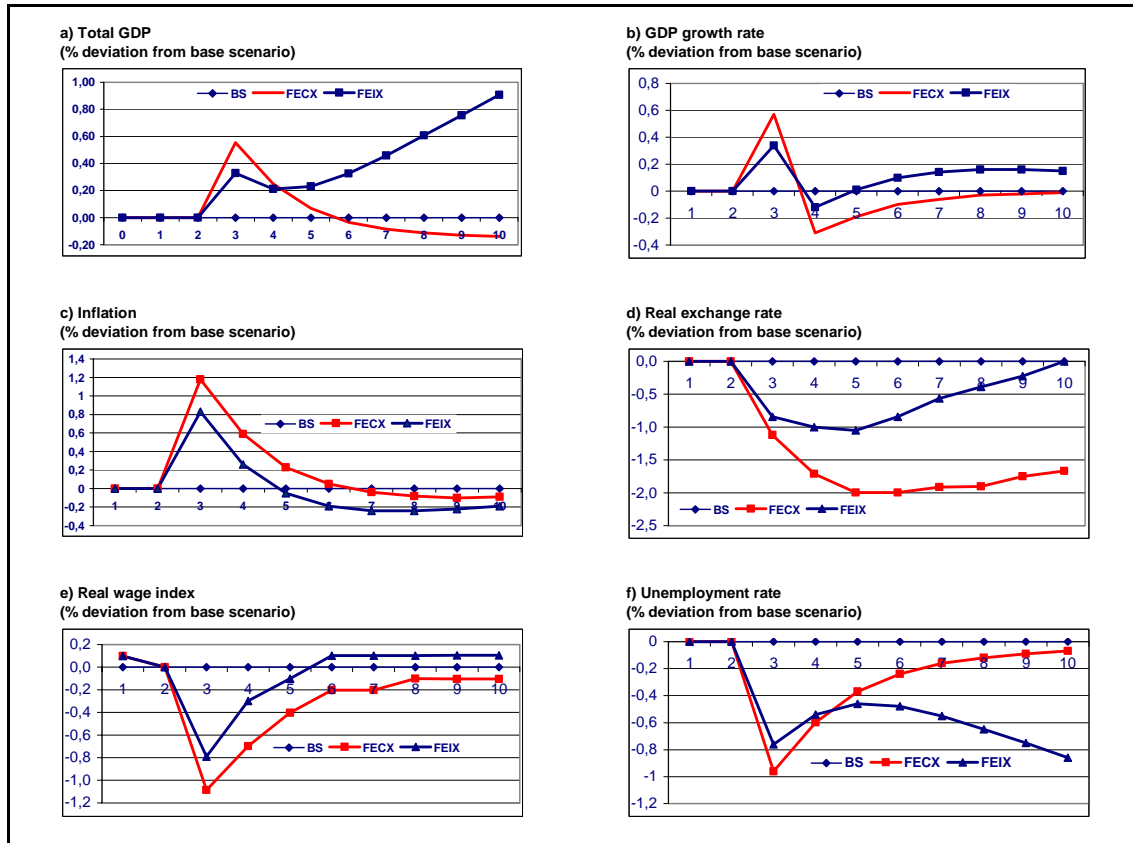 a) Total GDP
(% deviation from base scenario)
1,00
0,80
0,60
0,40
0,20
0,00
-0,20
BS FECX FEIX
0 1 2 3 4 5 6 7 8 9 10
b) GDP growth rate
(% deviation from base scenario)
0,8
0,6
0,4
0,2
0
-0,2
-0,4
BS FECX FEIX
1 2 3 4 5 6 7 8 9 10
c) Inflation
(% deviation from base scenario)
1,4
1,2
1
0,8
0,6
0,4
0,2
0
-0,2
-0,4
BS FECX FEIX
1 2 3 4 5 6 7 8 9 10
d) Real exchange rate
(% deviation from base scenario)
0,0
-0,5
-1,0
-1,5
-2,0
-2,5
1 2 3 4 5 6 7 8 9 10
BS FECX FEIX
e) Real wage index
(% deviation from base scenario)
0,2
0,0
-0,2
-0,4
-0,6
-0,8
-1,0
-1,2
1 2 3 4 5 6 7 8 9 10
BS FECX FEIX
f) Unemployment rate
(% deviation from base scenario)
0
-0,2
-0,4
-0,6
-0,8
-1
-1,2
1 2 3 4 5 6 7 8 9 10
BS FECX FEIX